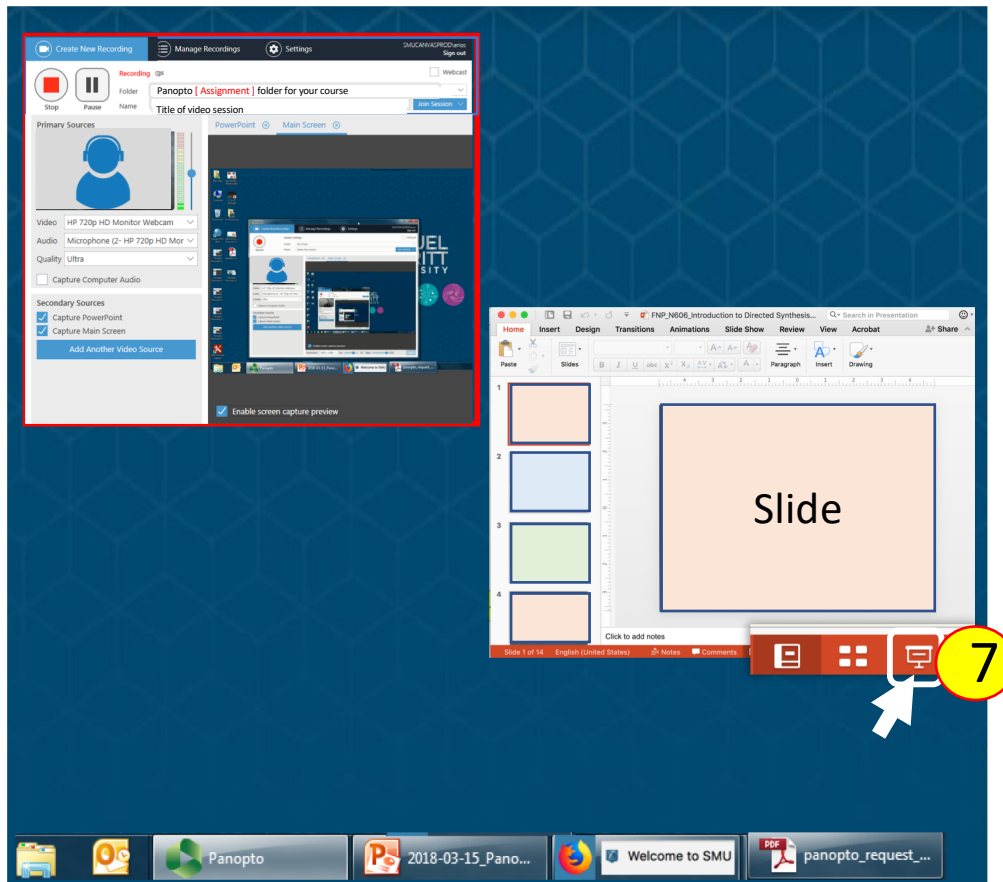 Create New Recording
Manage Recordings
Settings
Sign out
Recording
Webcast
Folder
Panopto [ Assignment ] folder for your course
Stop
Pause
Name
Title of video session
Join Session
Primary Sources
PowerPoint
Main Screen
Video
HP 720p HD Monitor Webcam
Audio
Microphone (2- HP 720p HD Mor
Quality
Ultra
Capture Computer Audio
Secondary Sources
Capture PowerPoint
Capture Main Screen
Add Another Video Source
Enable screen capture preview
FNP_N606_Introduction to Directed Synthesis...
Search in Presentation
Home
Insert
Design
Transitions
Animations
Slide Show
Review
View
Acrobat
Share
Paste
Slides
Paragraph
Insert
Drawing
1
2
3
4
Slide
Click to add notes
Slide 1 of 14
English (United States)
Notes
Comments
7
Panopto
2018-03-15_Pano...
Welcome to SMU
PDF
panopto_request_...